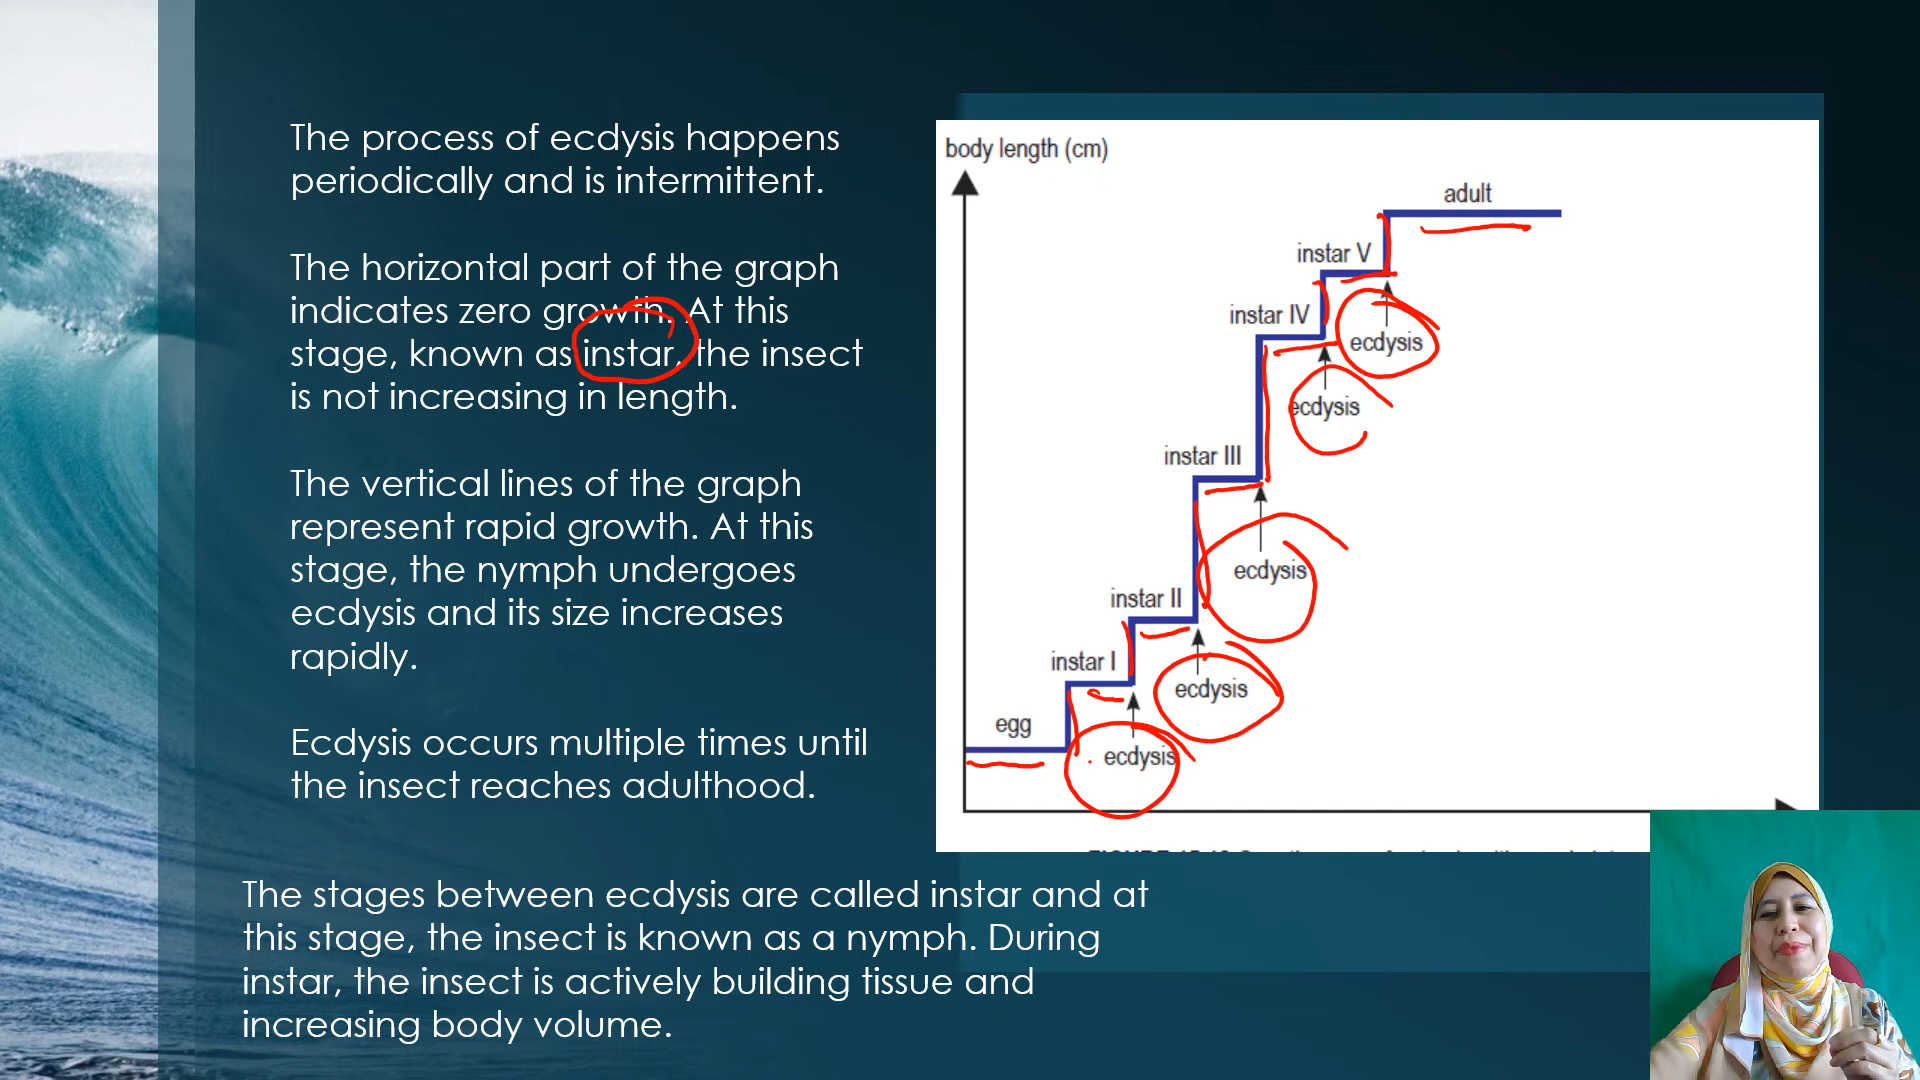 The process of ecdysis happens
periodically and is intermittent.
The horizontal part of the graph
indicates zero growth. At this
stage, known as instar, the insect
is not increasing in length.
The vertical lines of the graph
represent rapid growth. At this
stage, the nymph undergoes
ecdysis and its size increases
rapidly.
Ecdysis occurs multiple times until
the insect reaches adulthood.
The stages between ecdysis are called instar and at
this stage, the insect is known as a nymph. During
instar, the insect is actively building tissue and
increasing body volume.
body length (cm)
adult
instar V
instar IV
ecdysis
ecdysis
instar III
ecdysis
instar II
instar I
ecdysis
egg
ecdysis